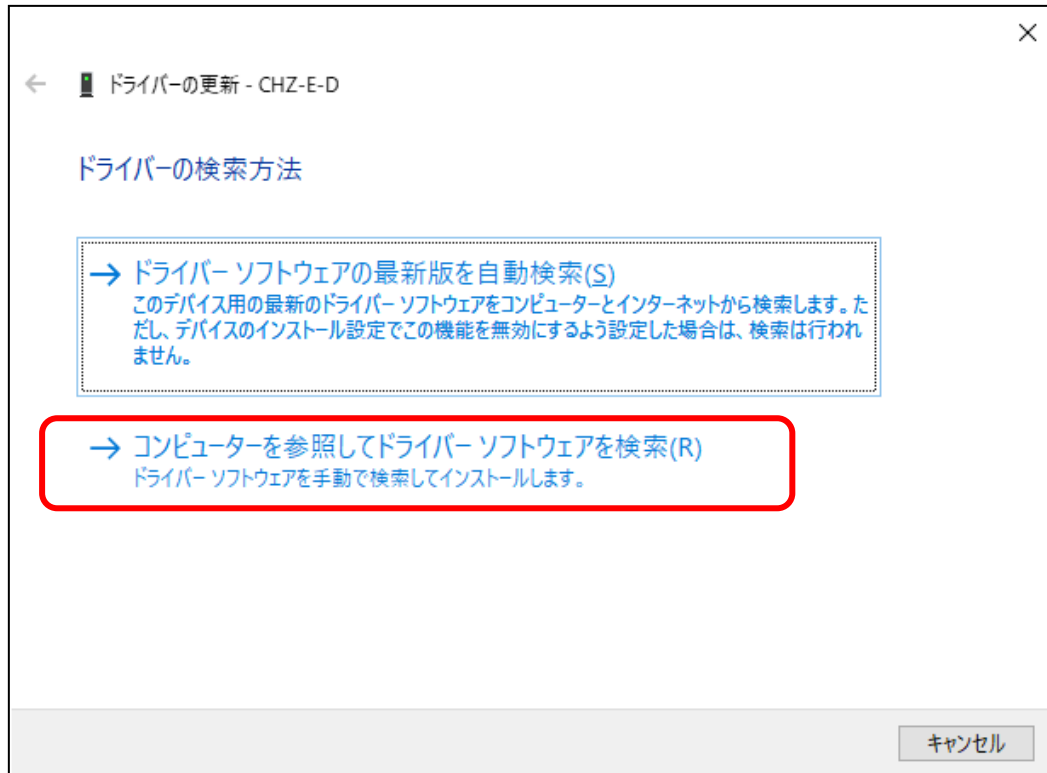 ドライバーの更新 - CHZ-E-D
ドライバーの検索方法
ドライバー ソフトウェアの最新版を自動検索(S)
このデバイス用の最新のドライバー ソフトウェアをコンピューターとインターネットから検索します。た
だし、デバイスのインストール設定でこの機能を無効にするよう設定した場合は、検索は行われ
ません。
コンピューターを参照してドライバー ソフトウェアを検索(R)
ドライバー ソフトウェアを手動で検索してインストールします。
キャンセル